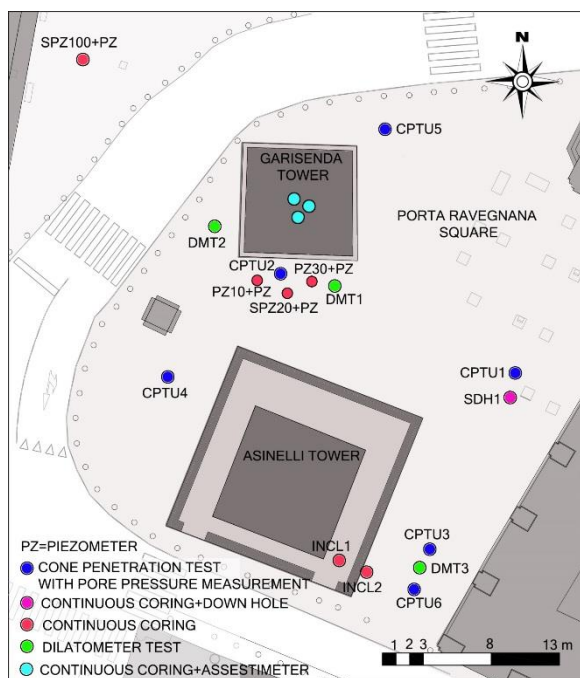 SPZ100+PZ
N
CPTU5
GARISENDA
TOWER
PORTA RAVEGNANA
SQUARE
DMT2
CPTU2
PZ30+PZ
PZ10+PZ
DMT1
SPZ20+PZ
CPTU4
CPTU1
SDH1
ASINELLI TOWER
CPTU3
INCL1
DMT3
INCL2
CPTU6
PZ=PIEZOMETER
CONE PENETRATION TEST
WITH PORE PRESSURE MEASUREMENT
CONTINUOUS CORING+DOWN HOLE
CONTINUOUS CORING
DILATOMETER TEST
CONTINUOUS CORING+ASSESTIMETER
1 2 3 8 13 m